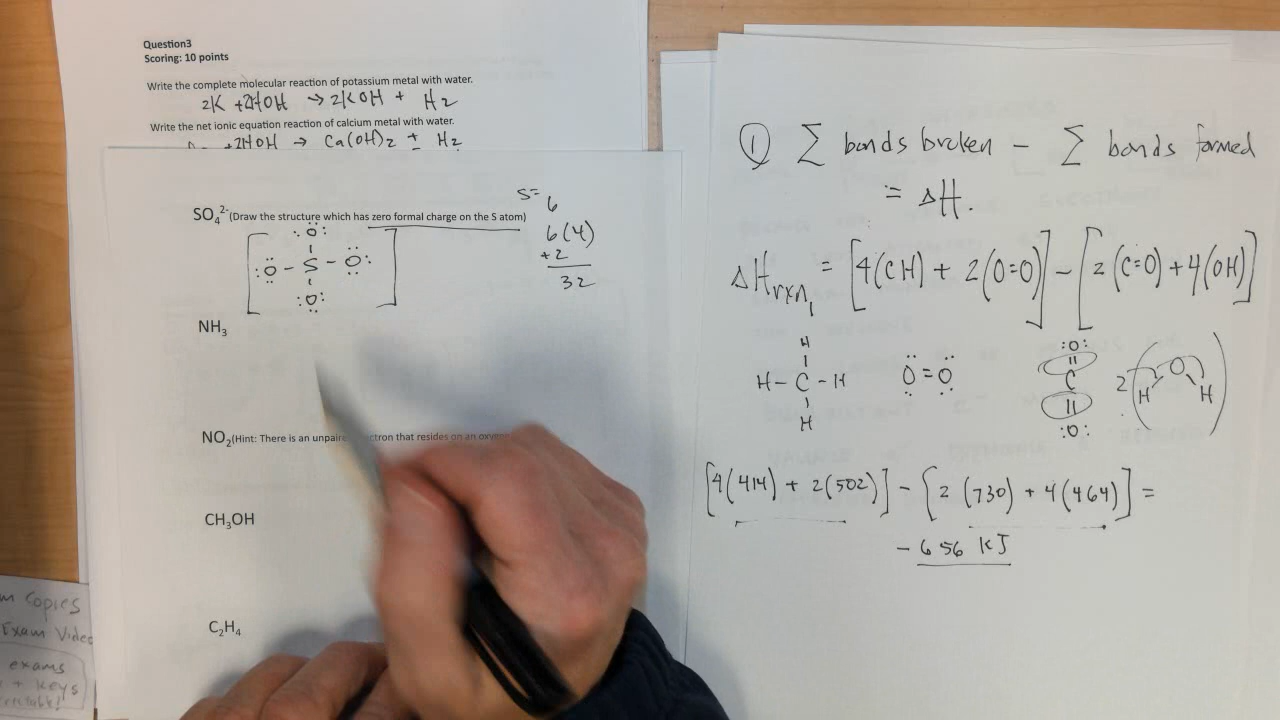 Question3
Scoring: 10 points
Write the complete molecular reaction of potassium metal with water.
2K + 2HOH → 2KOH + H₂
Write the net ionic equation reaction of calcium metal with water.
+2HOH → Ca(OH)₂ + H₂
SO₄²⁻(Draw the structure which has zero formal charge on the S atom)
S=6
6(4)
+2
32
:O:
:O - S - O:
:O:
NH₃
NO₂(Hint: There is an unpaired electron that resides on an
CH₃OH
C₂H₄
Copies
Exam Video
exams
+ Keys
① Σ bonds broken - Σ bonds formed
= ΔH.
ΔHrxn₁ = [4(CH) + 2(O=O)] - [2(C=O) + 4(OH)]
H
H - C - H
H
O=O
:O:
C
:O:
2(H O H)
[4(414) + 2(502)] - [2(730) + 4(464)] =
-656 KJ